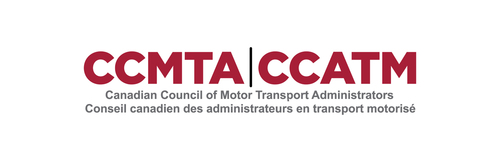 CCMTA|CCATM
Canadian Council of Motor Transport Administrators
Conseil canadien des administrateurs en transport motorisé